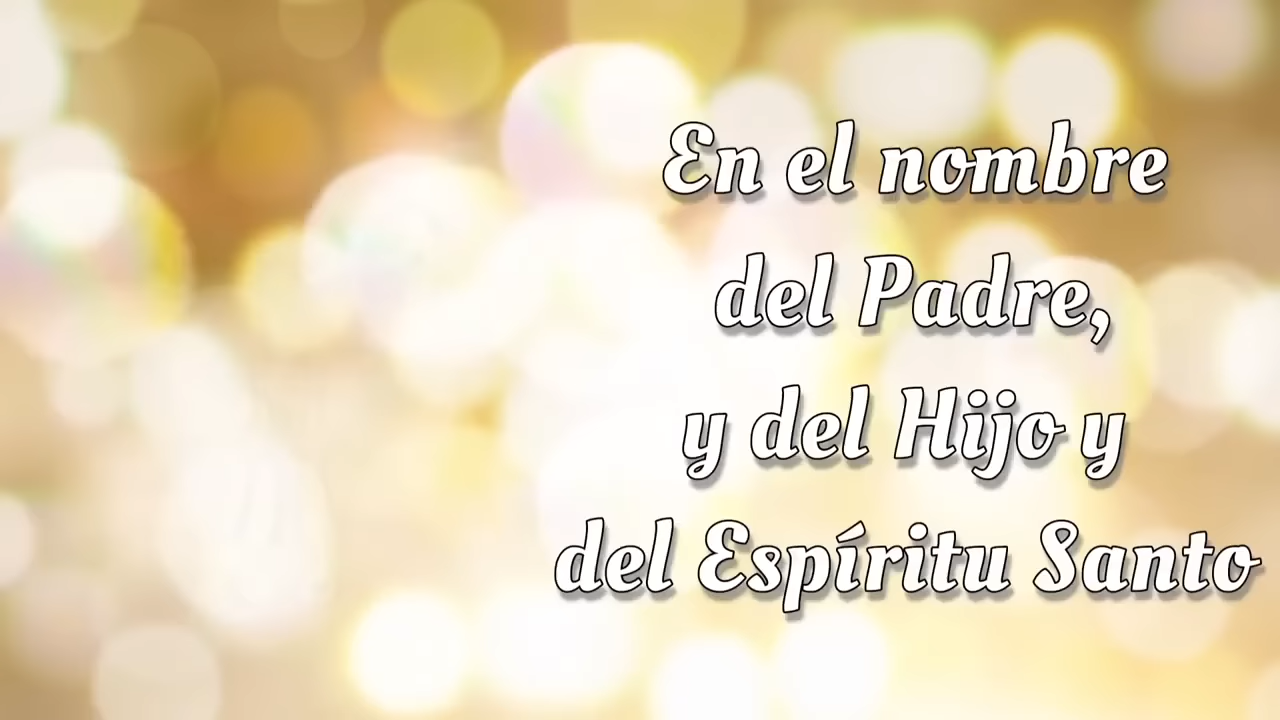 En el nombre
del Padre,
y del Hijo y
del Espíritu Santo